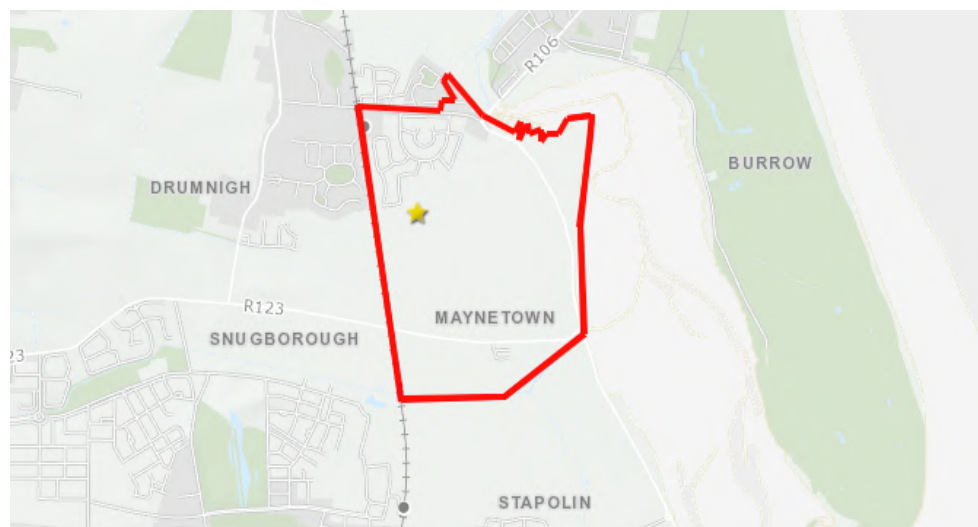 R106
BURROW
DRUMNIGH
R123
MAYNETOWN
SNUGBOROUGH
23
STAPOLIN